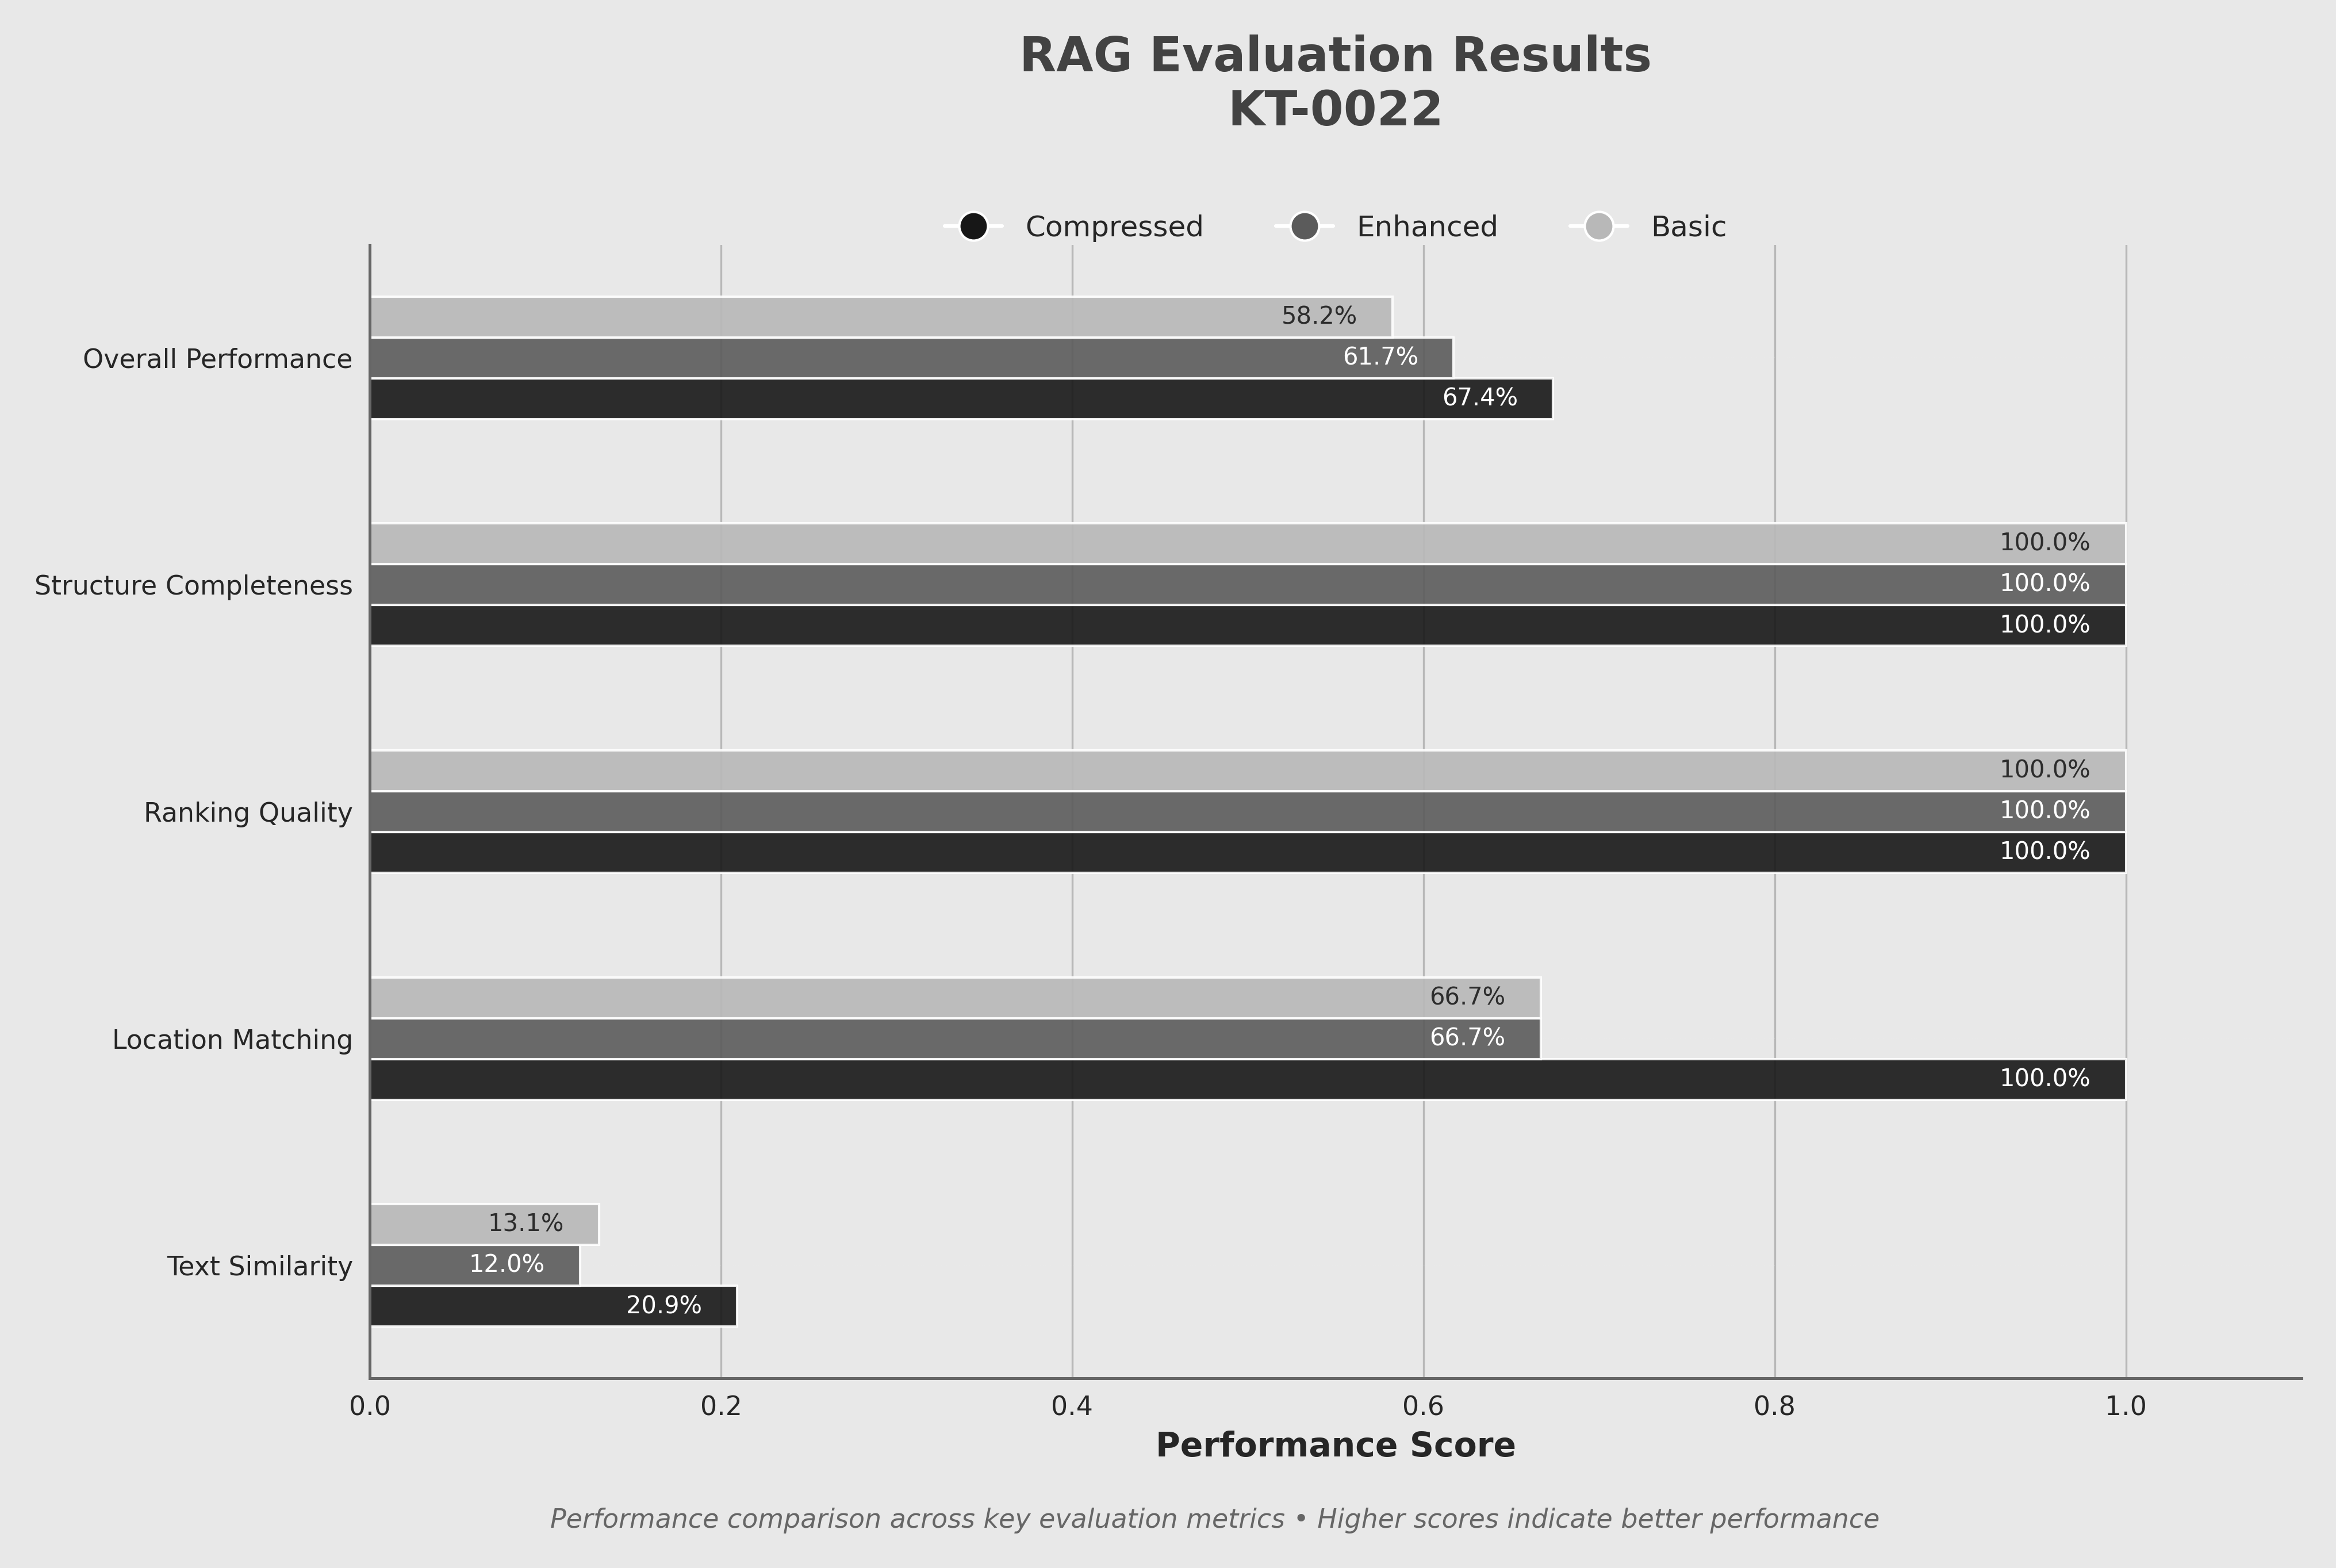 RAG Evaluation Results
KT-0022
Compressed Enhanced Basic
Overall Performance
58.2%
61.7%
67.4%
Structure Completeness
100.0%
100.0%
100.0%
Ranking Quality
100.0%
100.0%
100.0%
Location Matching
66.7%
66.7%
100.0%
Text Similarity
13.1%
12.0%
20.9%
0.0 0.2 0.4 0.6 0.8 1.0
Performance Score
Performance comparison across key evaluation metrics • Higher scores indicate better performance